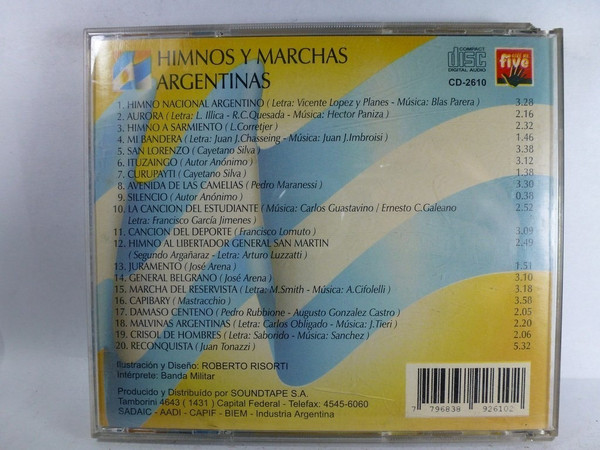 HIMNOS Y MARCHAS
ARGENTINAS
COMPACT
disc
DIGITAL AUDIO
CD-2610
GIVE ME
five
1. HIMNO NACIONAL ARGENTINO (Letra: Vicente Lopez y Planes - Música: Blas Parera) 3.28
2. AURORA (Letra: L. Illica - R.C.Quesada - Música: Hector Paniza) 2.16
3. HIMNO A SARMIENTO (L.Corretjer) 2.32
4. MI BANDERA (Letra: Juan J.Chasseing - Música: Juan J.Imbroisi) 1.46
5. SAN LORENZO (Cayetano Silva) 3.38
6. ITUZAINGO (Autor Anónimo) 3.12
7. CURUPAYTI (Cayetano Silva) 1.38
8. AVENIDA DE LAS CAMELIAS (Pedro Maranessi) 3.30
9. SILENCIO (Autor Anónimo) 0.38
10. LA CANCION DEL ESTUDIANTE (Música: Carlos Guastavino / Ernesto C.Galeano 2.52
Letra: Francisco García Jimenes)
11. CANCION DEL DEPORTE (Francisco Lomuto) 3.09
12. HIMNO AL LIBERTADOR GENERAL SAN MARTIN 2.49
(Segundo Argañaraz - Letra: Arturo Luzzatti)
13. JURAMENTO (José Arena) 1.51
14. GENERAL BELGRANO (José Arena) 3.10
15. MARCHA DEL RESERVISTA (Letra: M.Smith - Música: A.Cifolelli) 3.18
16. CAPIBARY (Mastracchio) 3.58
17. DAMASO CENTENO (Pedro Rubbione - Augusto Gonzalez Castro) 2.05
18. MALVINAS ARGENTINAS (Letra: Carlos Obligado - Música: J.Tieri) 2.20
19. CRISOL DE HOMBRES (Letra: Saborido - Música: Sanchez) 2.06
20. RECONQUISTA (Juan Tonazzi) 5.32
Ilustración y Diseño: ROBERTO RISORTI
Intérprete: Banda Militar
Producido y Distribuído por SOUNDTAPE S.A.
Tamborini 4643 ( 1431 ) Capital Federal - Telefax: 4545-6060
SADAIC - AADI - CAPIF - BIEM - Industria Argentina
7 796838 926102